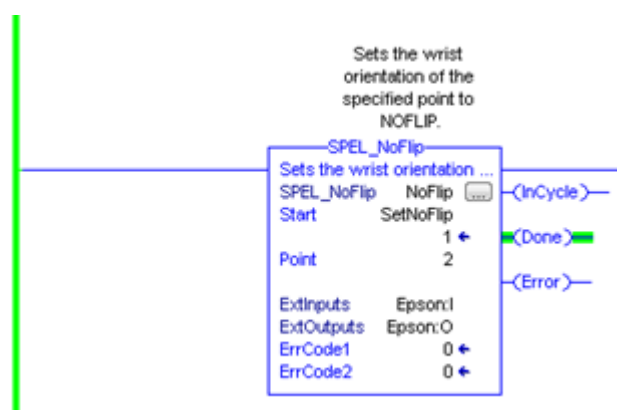 Sets the wrist
orientation of the
specified point to
NOFLIP.
SPEL_NoFlip
Sets the wrist orientation ...
SPEL_NoFlip NoFlip ... (InCycle)
Start SetNoFlip
1 (Done)
Point 2
(Error)
ExtInputs Epson:I
ExtOutputs Epson:O
ErrCode1 0
ErrCode2 0